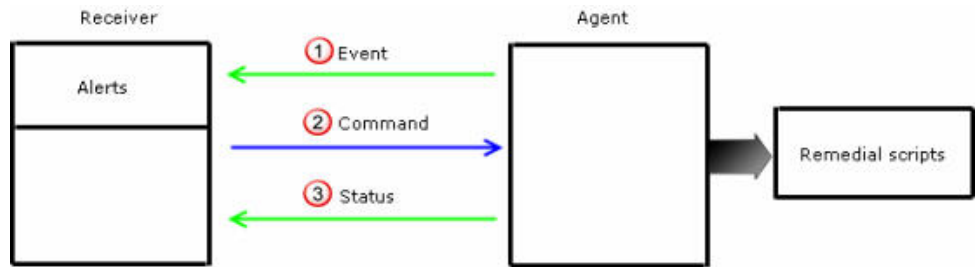 Receiver
Agent
Alerts
1 Event
2 Command
3 Status
Remedial scripts